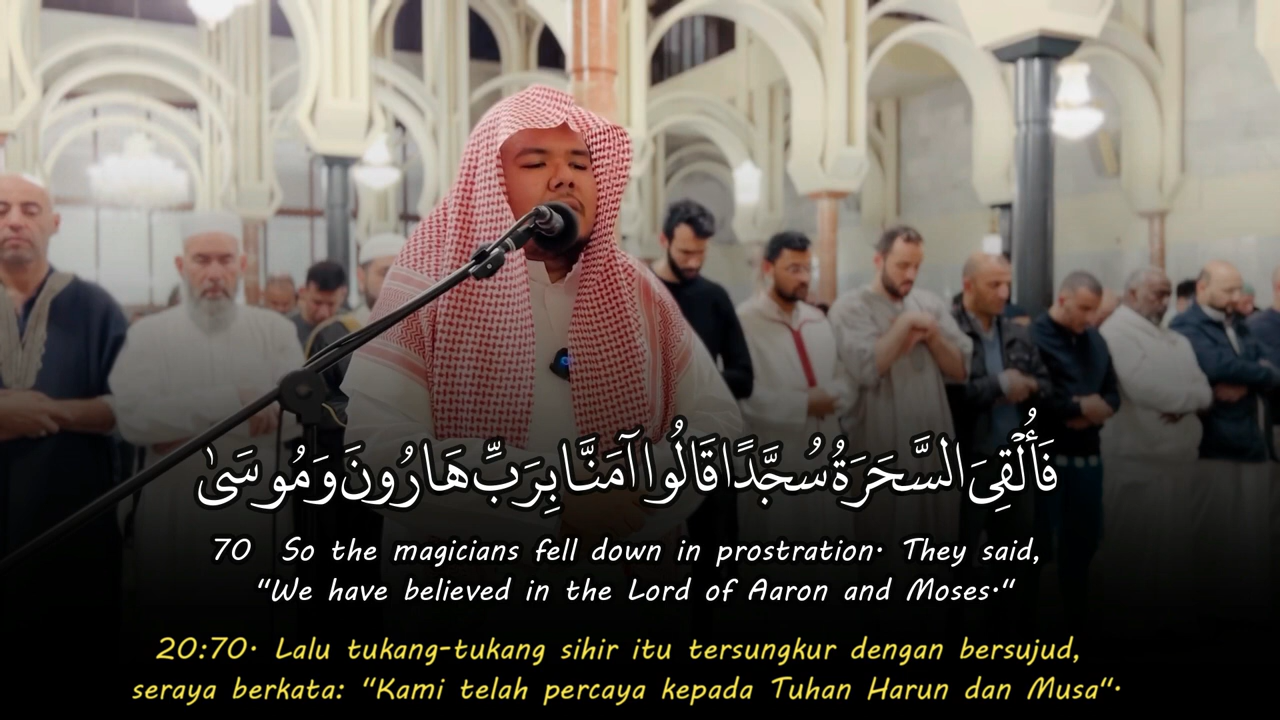 فَأُلْقِىَ السَّحَرَةُ سُجَّدًا قَالُوا آمَنَّا بِرَبِّ هَارُونَ وَمُوسَىٰ
70 So the magicians fell down in prostration. They said,
“We have believed in the Lord of Aaron and Moses.“
20:70. Lalu tukang-tukang sihir itu tersungkur dengan bersujud,
seraya berkata: “Kami telah percaya kepada Tuhan Harun dan Musa“.